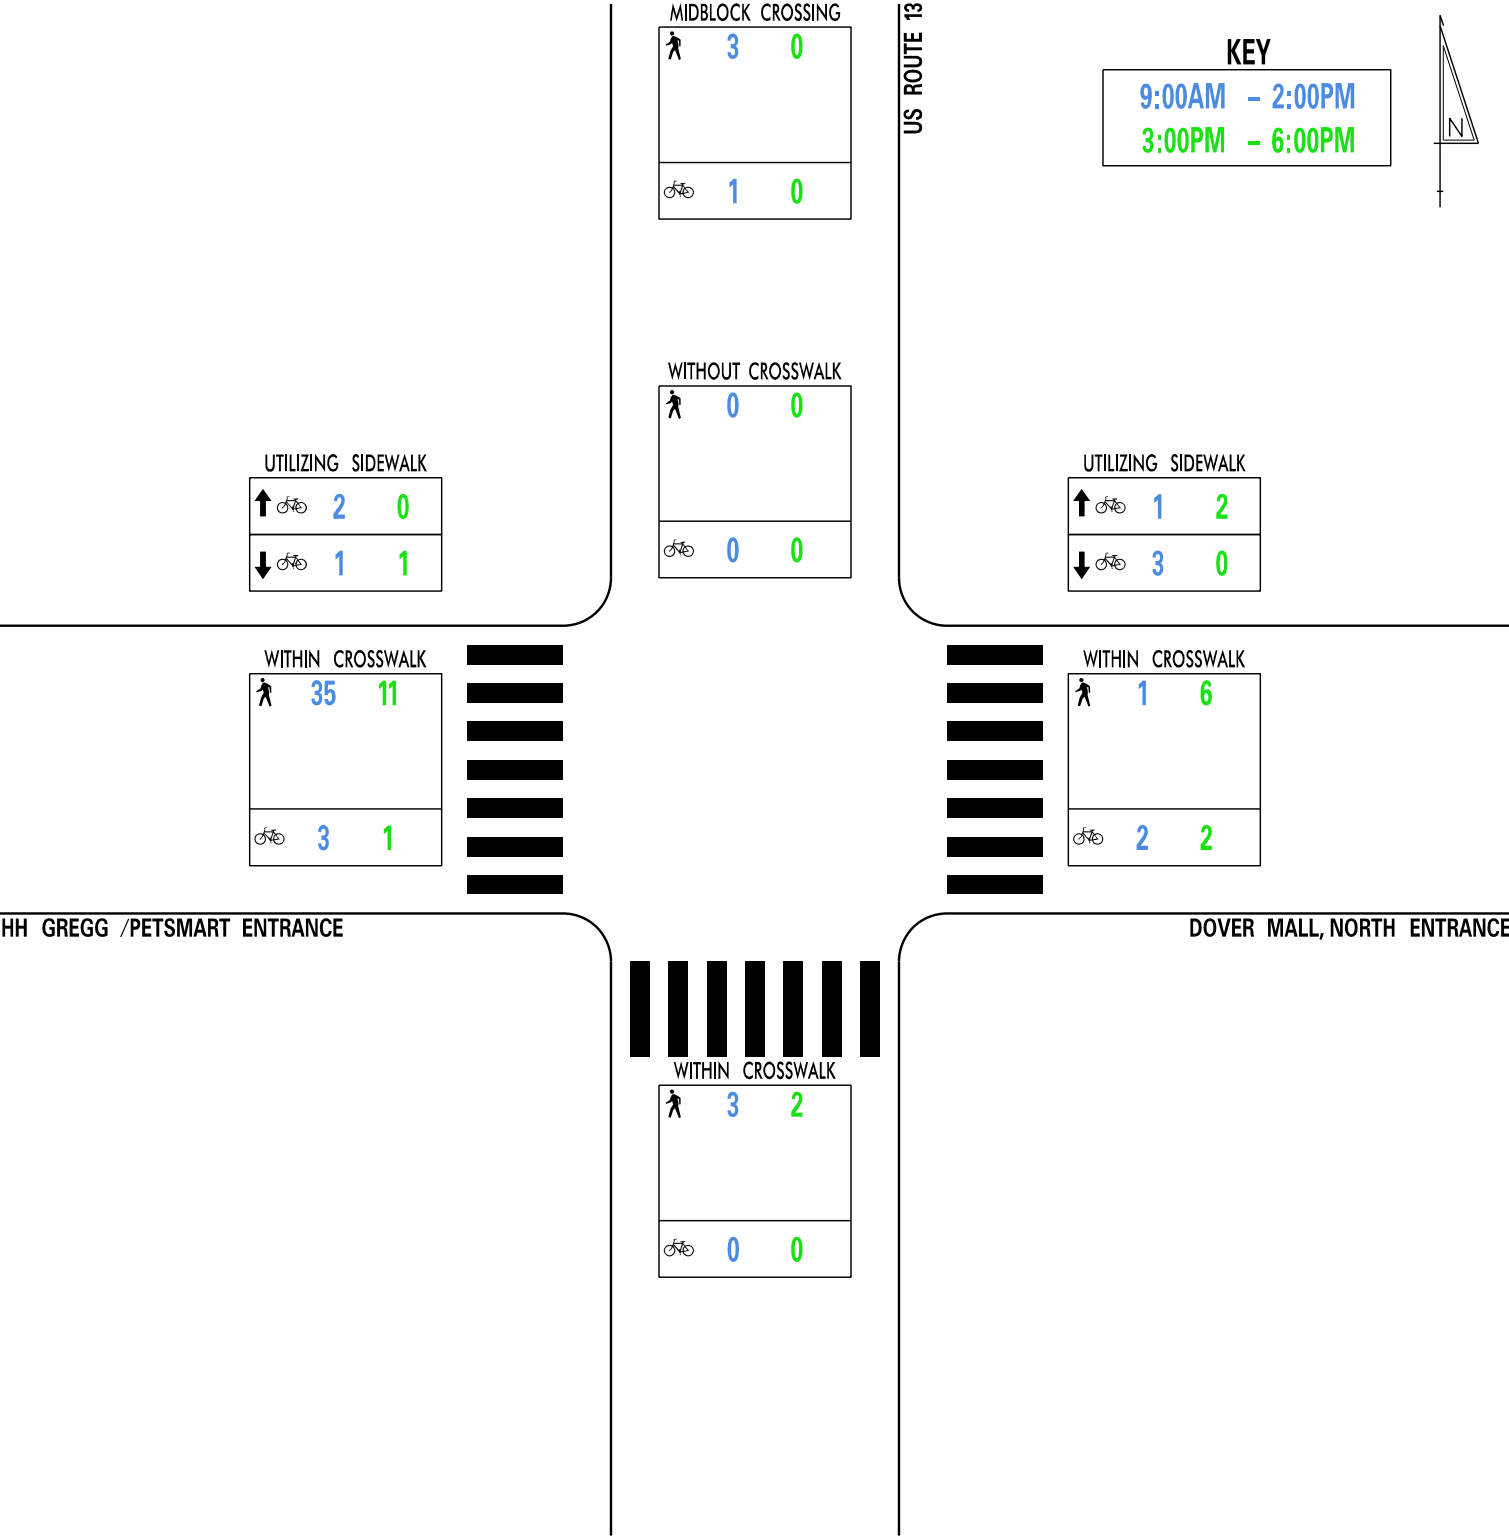 MIDBLOCK CROSSING
3 0
1 0
US ROUTE 13
KEY
9:00AM – 2:00PM
3:00PM – 6:00PM
N
WITHOUT CROSSWALK
0 0
0 0
UTILIZING SIDEWALK
2 0
1 1
UTILIZING SIDEWALK
1 2
3 0
WITHIN CROSSWALK
35 11
3 1
WITHIN CROSSWALK
1 6
2 2
HH GREGG /PETSMART ENTRANCE
DOVER MALL, NORTH ENTRANCE
WITHIN CROSSWALK
3 2
0 0